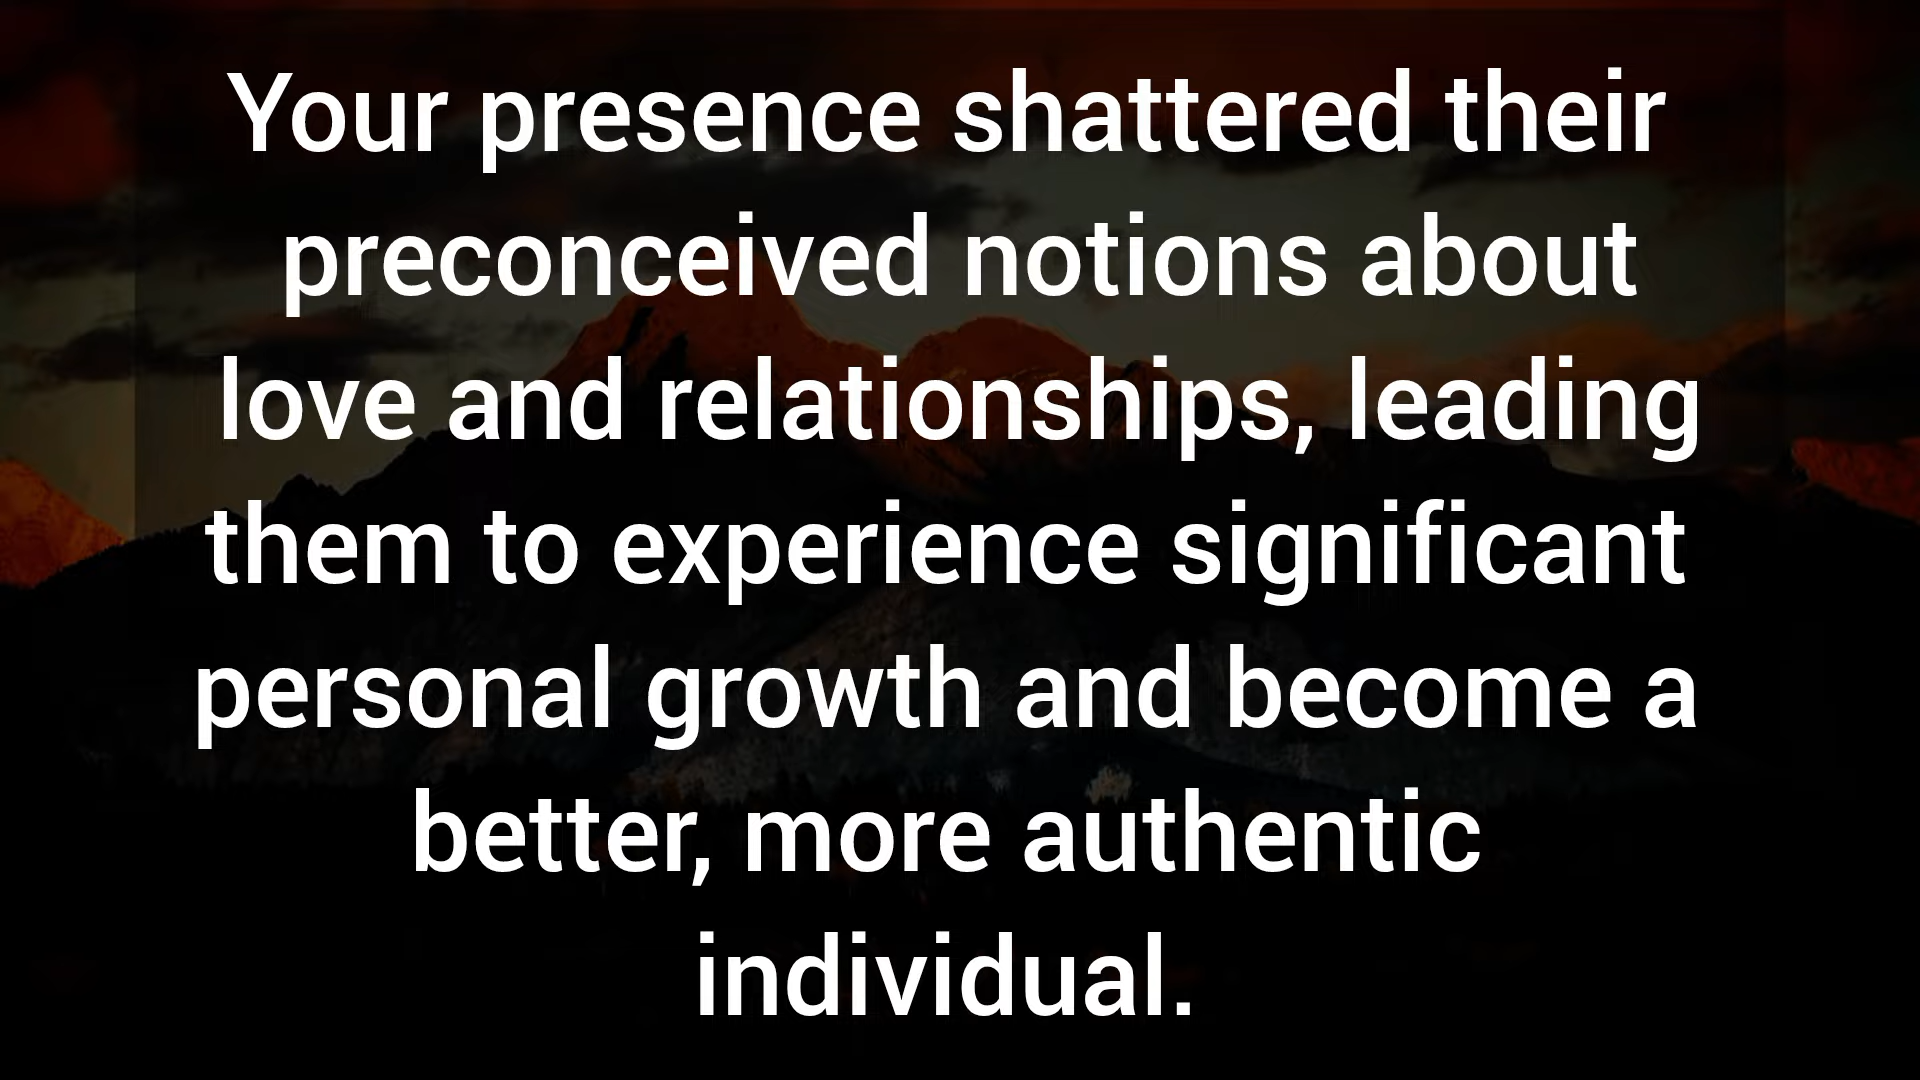 Your presence shattered their
preconceived notions about
love and relationships, leading
them to experience significant
personal growth and become a
better, more authentic
individual.